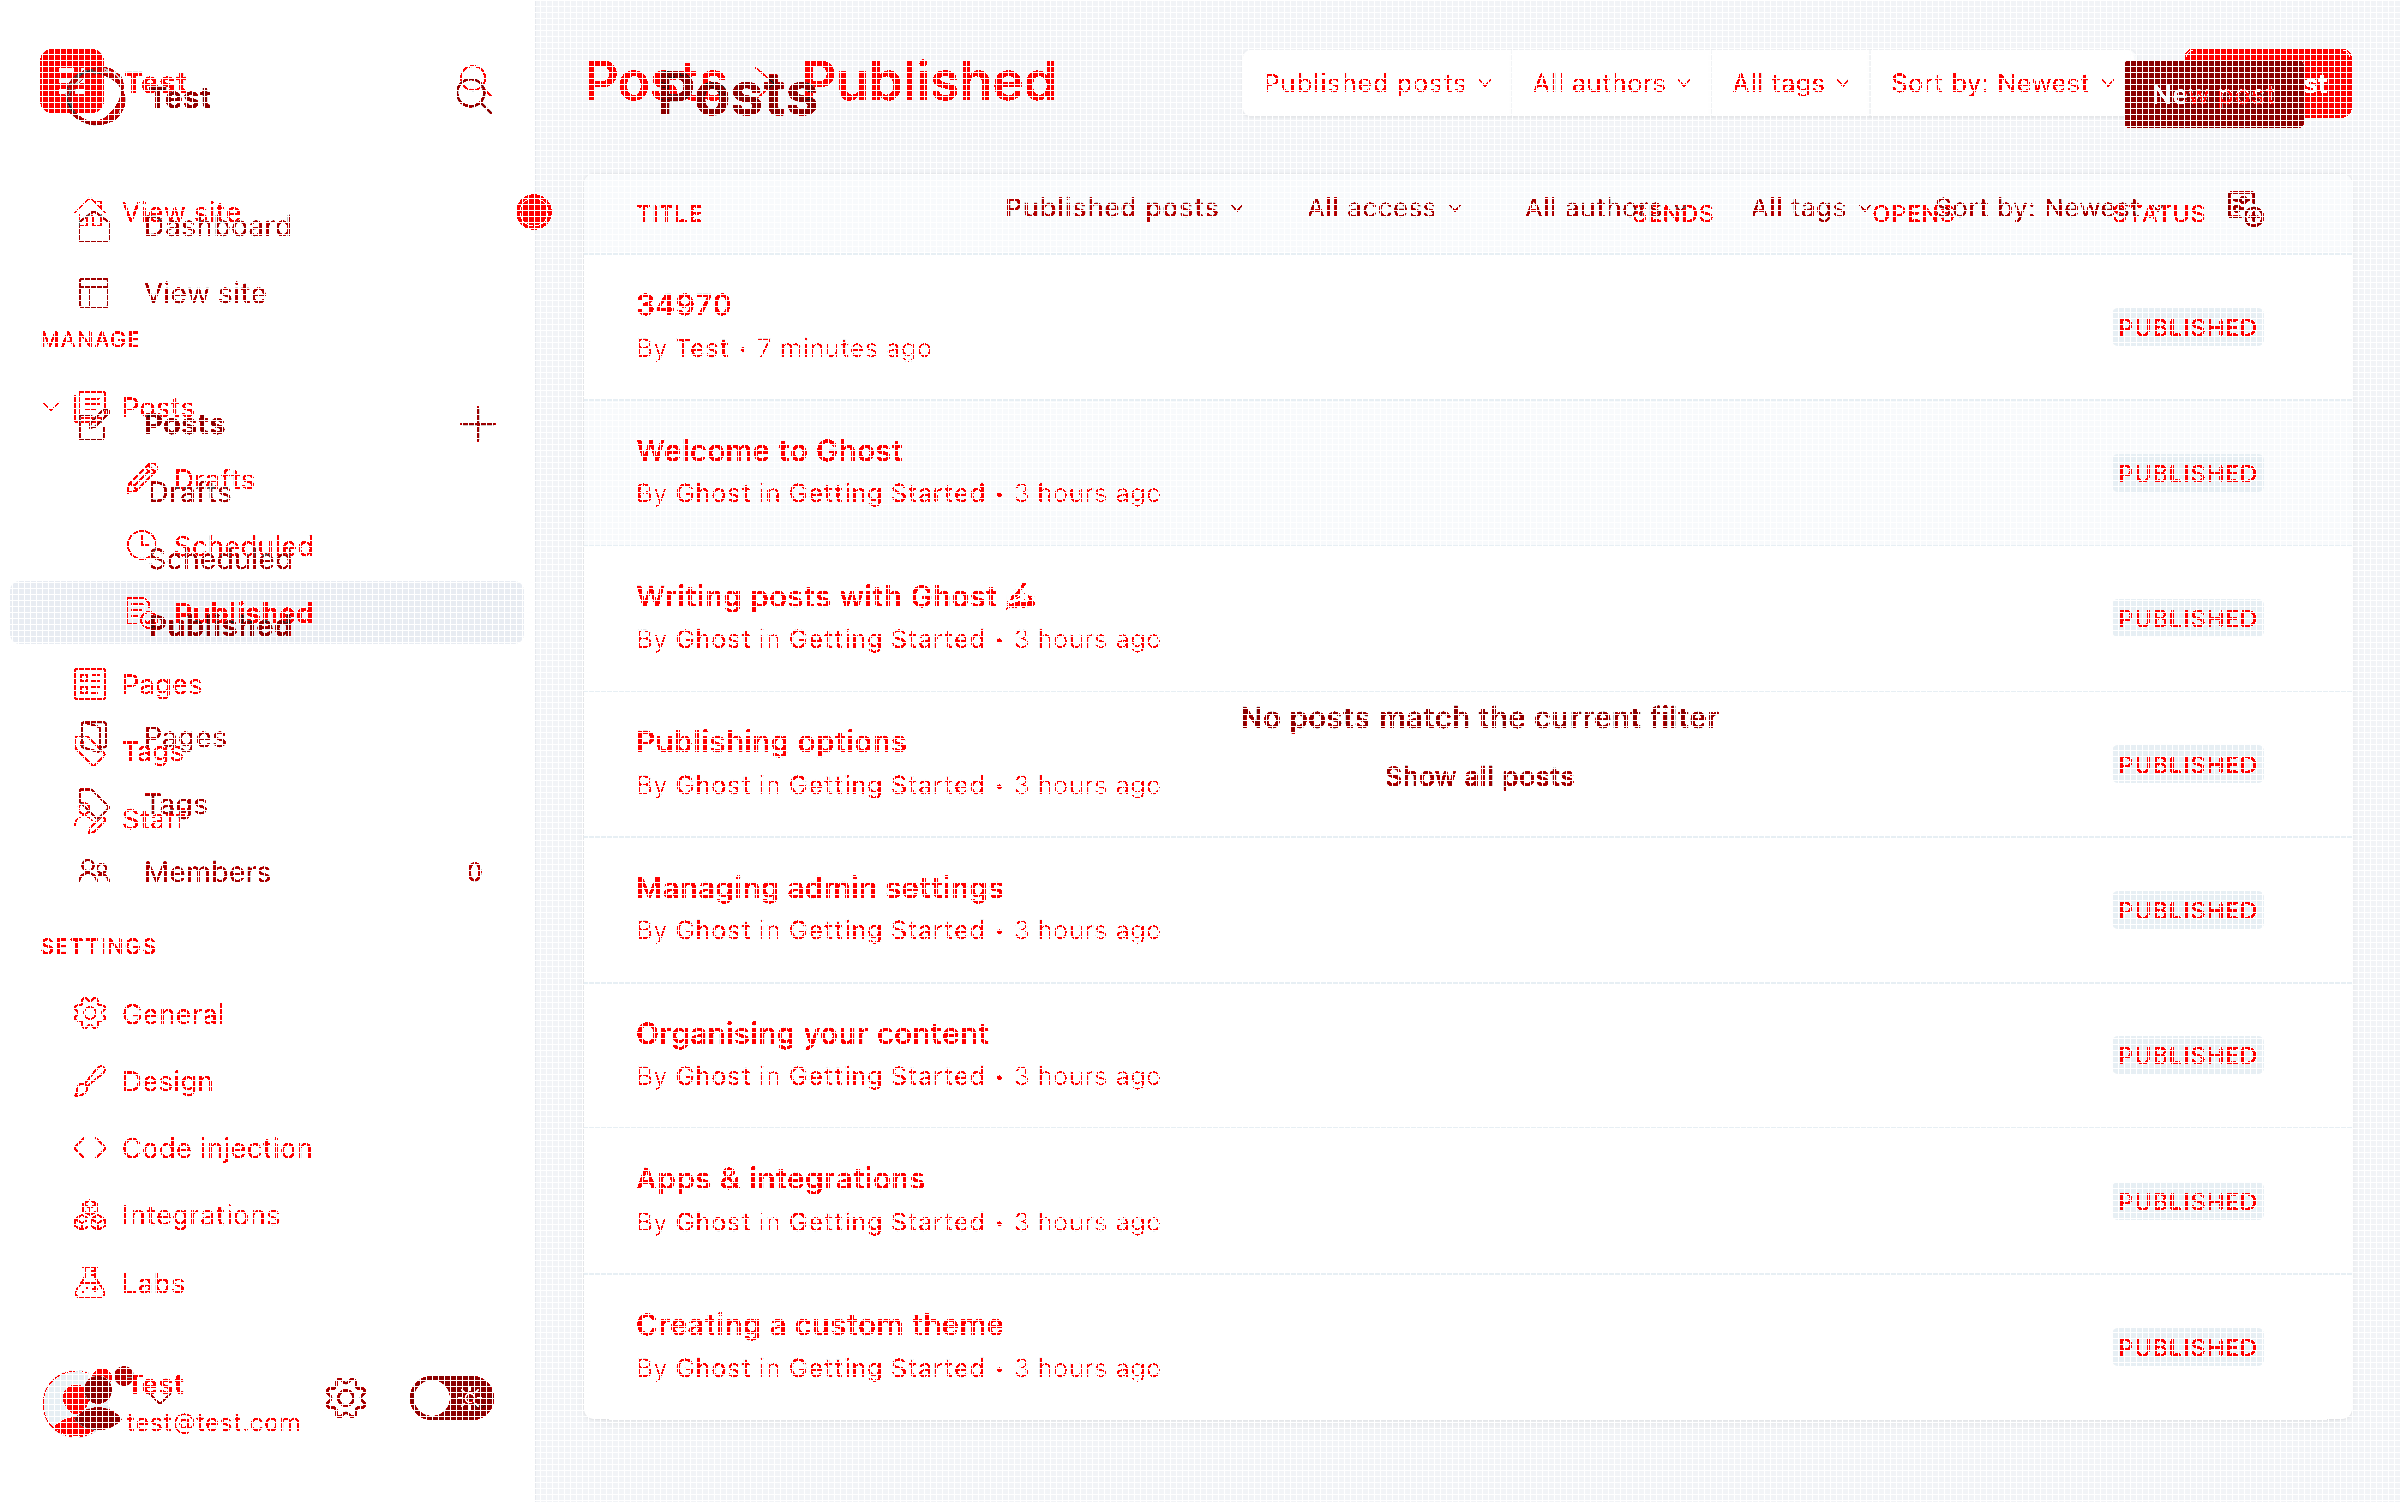 Test
Test
Posts
Published
Posts
Published posts
All authors
All tags
Sort by: Newest
View site
Dashboard
View site
TITLE
Published posts
All access
All authors
All tags
Sort by: Newest
SENDS
OPENS
STATUS
MANAGE
Posts
Posts
Drafts
Drafts
Scheduled
Scheduled
Published
Published
Pages
Pages
Tags
Tags
Staff
Members 0
SETTINGS
General
Design
Code injection
Integrations
Labs
Test
test@test.com
34970
By Test • 7 minutes ago
PUBLISHED
Welcome to Ghost
By Ghost in Getting Started • 3 hours ago
PUBLISHED
Writing posts with Ghost ✍️
By Ghost in Getting Started • 3 hours ago
PUBLISHED
No posts match the current filter
Show all posts
Publishing options
By Ghost in Getting Started • 3 hours ago
PUBLISHED
Managing admin settings
By Ghost in Getting Started • 3 hours ago
PUBLISHED
Organising your content
By Ghost in Getting Started • 3 hours ago
PUBLISHED
Apps & integrations
By Ghost in Getting Started • 3 hours ago
PUBLISHED
Creating a custom theme
By Ghost in Getting Started • 3 hours ago
PUBLISHED